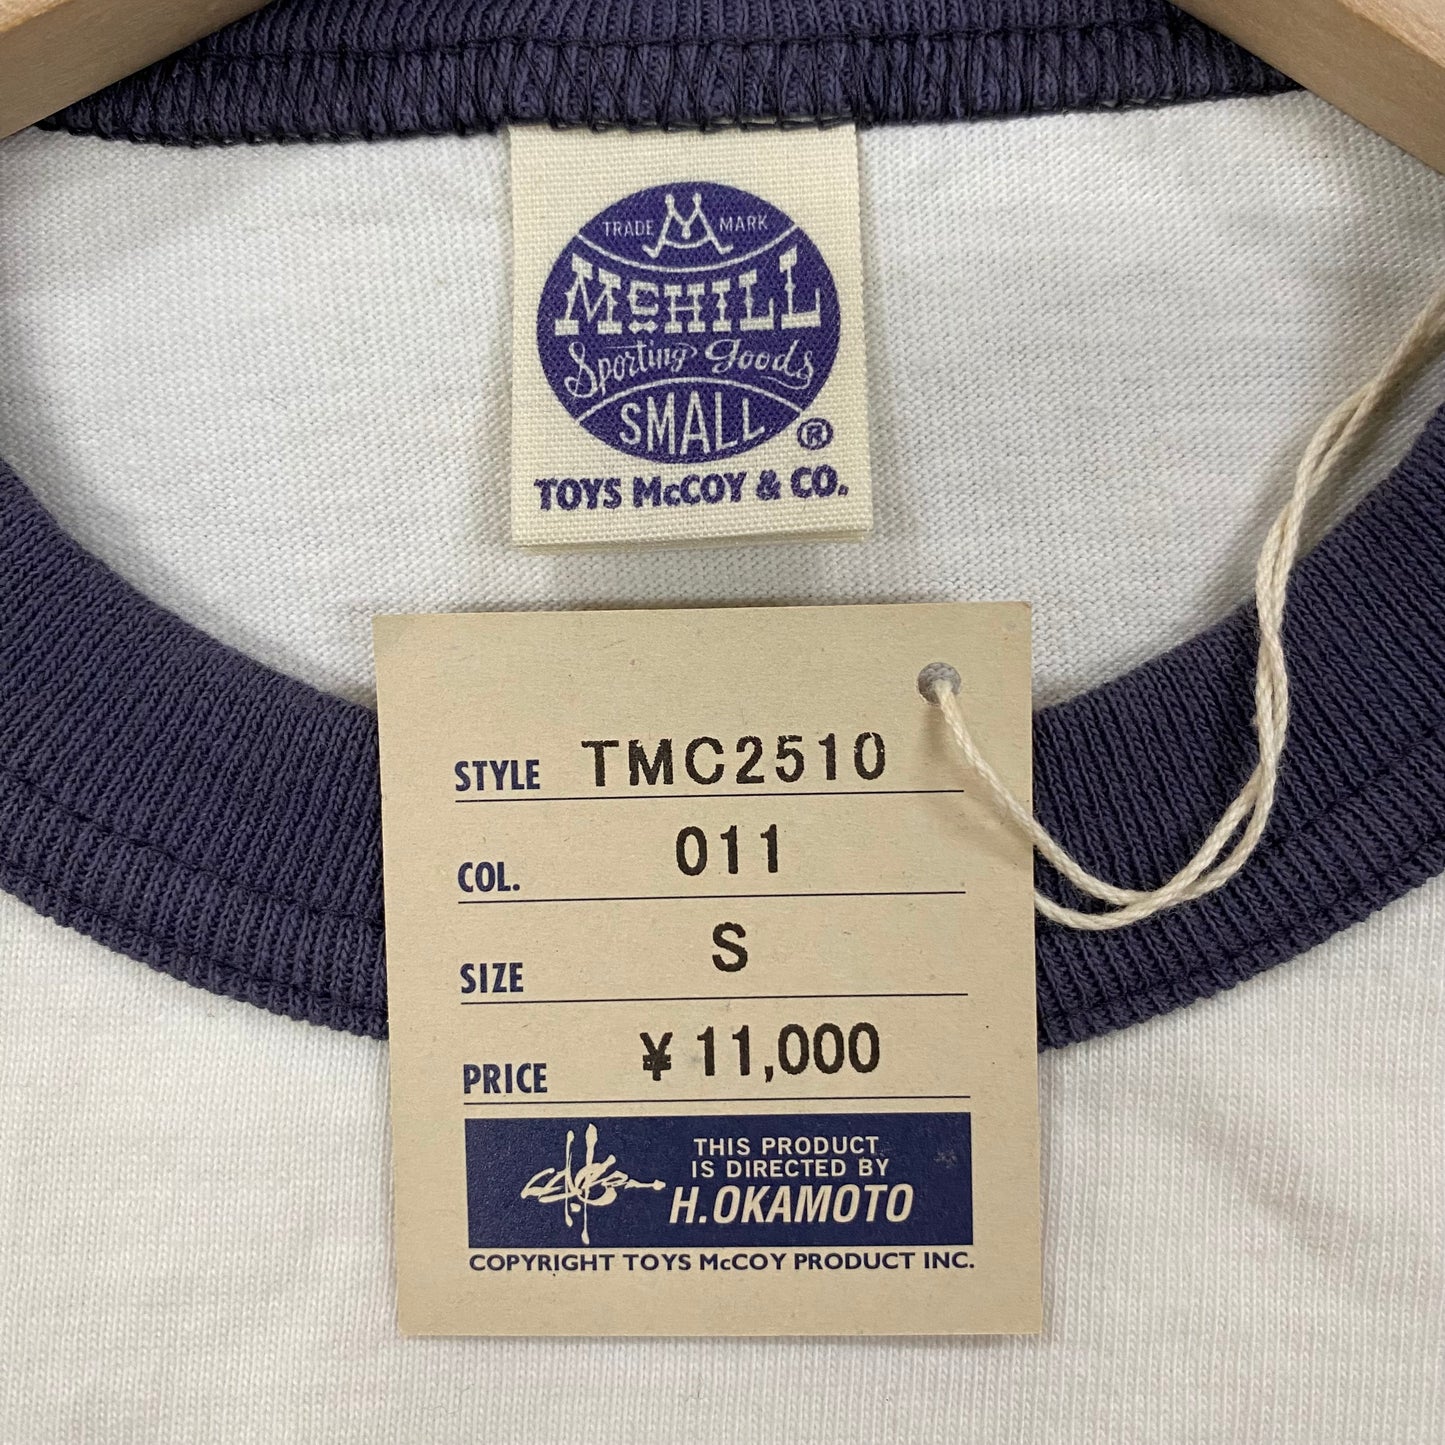 TRADE M MARK
McHILL
Sporting Goods
SMALL ®
TOYS McCOY & CO.
STYLE TMC2510
COL. 011
SIZE S
PRICE ¥11,000
THIS PRODUCT
IS DIRECTED BY
H.OKAMOTO
COPYRIGHT TOYS McCOY PRODUCT INC.